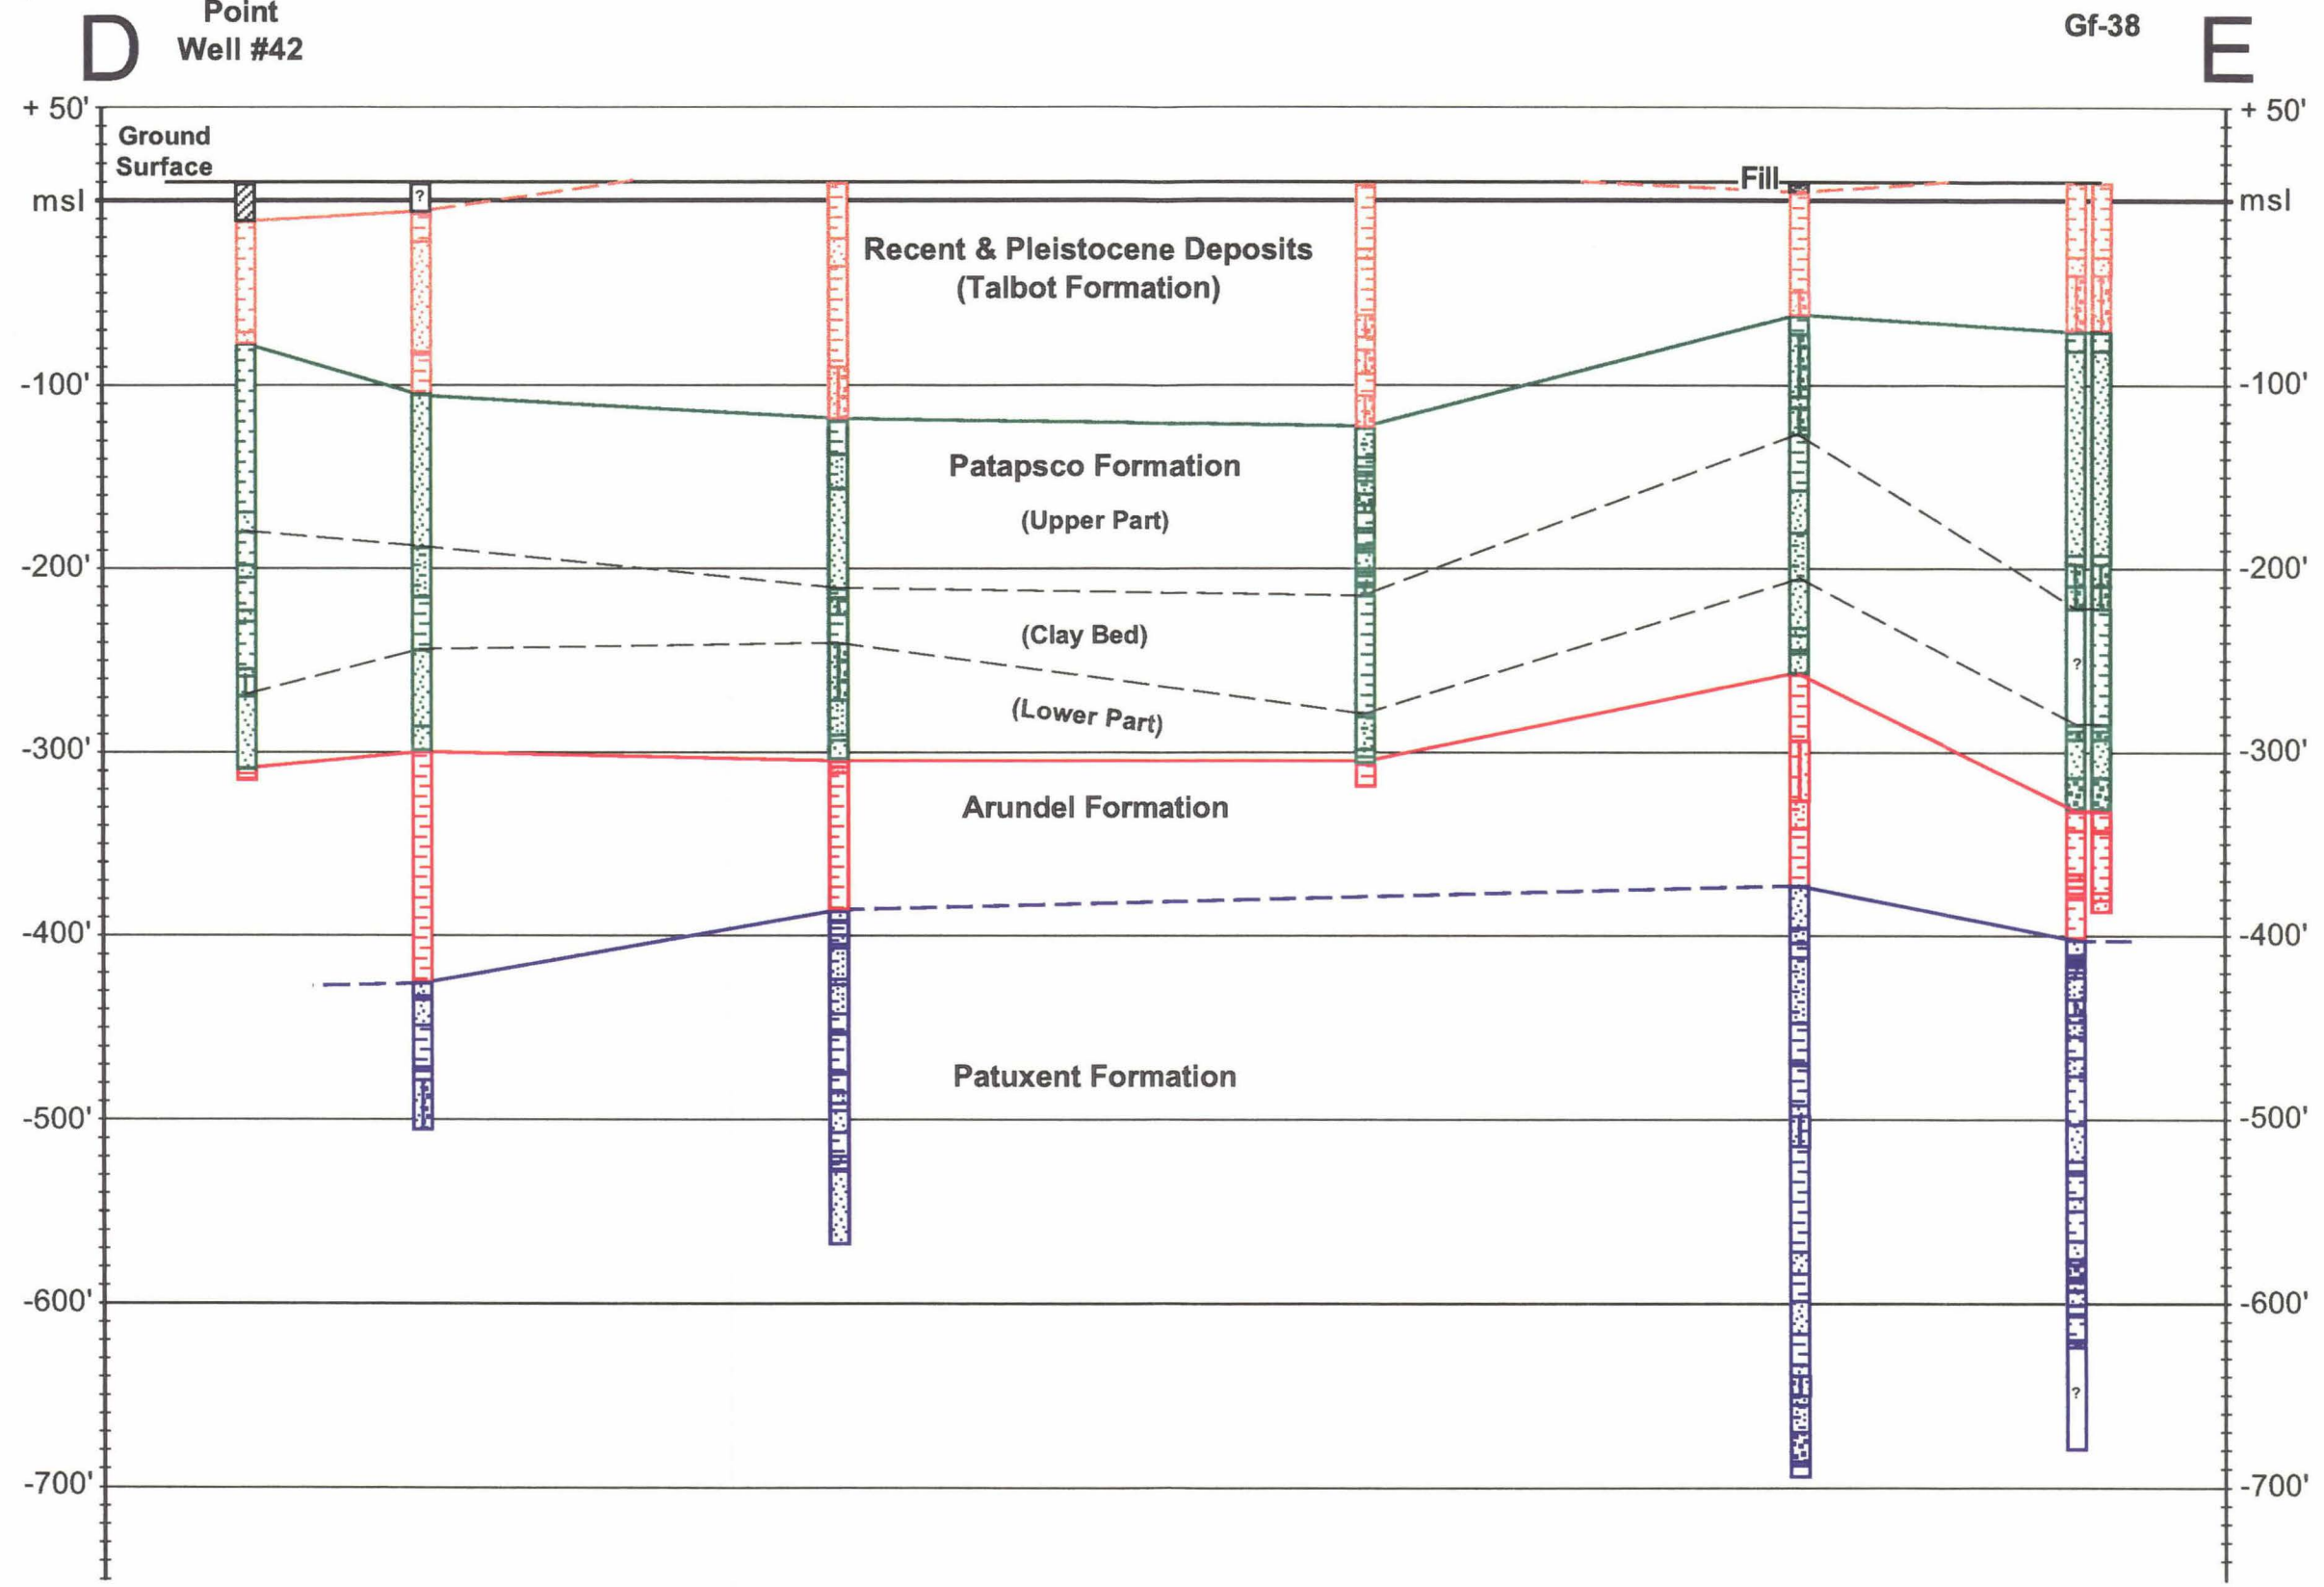 D
Point
Well #42
Gf-38
E
+ 50'
+ 50'
Ground
Surface
Fill
?
msl
msl
Recent & Pleistocene Deposits
(Talbot Formation)
-100'
-100'
Patapsco Formation
(Upper Part)
-200'
-200'
(Clay Bed)
?
(Lower Part)
-300'
-300'
Arundel Formation
-400'
-400'
Patuxent Formation
-500'
-500'
-600'
-600'
?
-700'
-700'